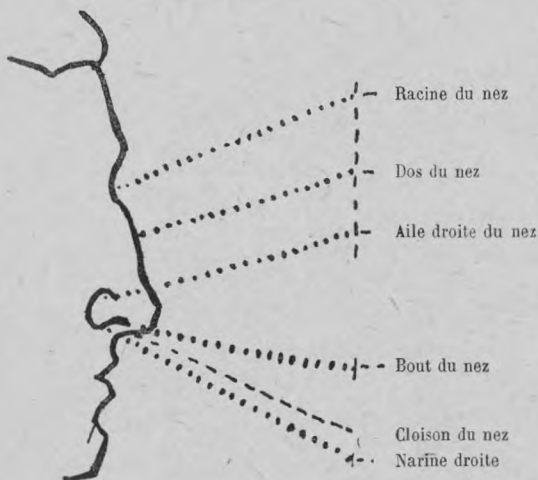 Racine du nez
Dos du nez
Aile droite du nez
Bout du nez
Cloison du nez
Narine droite